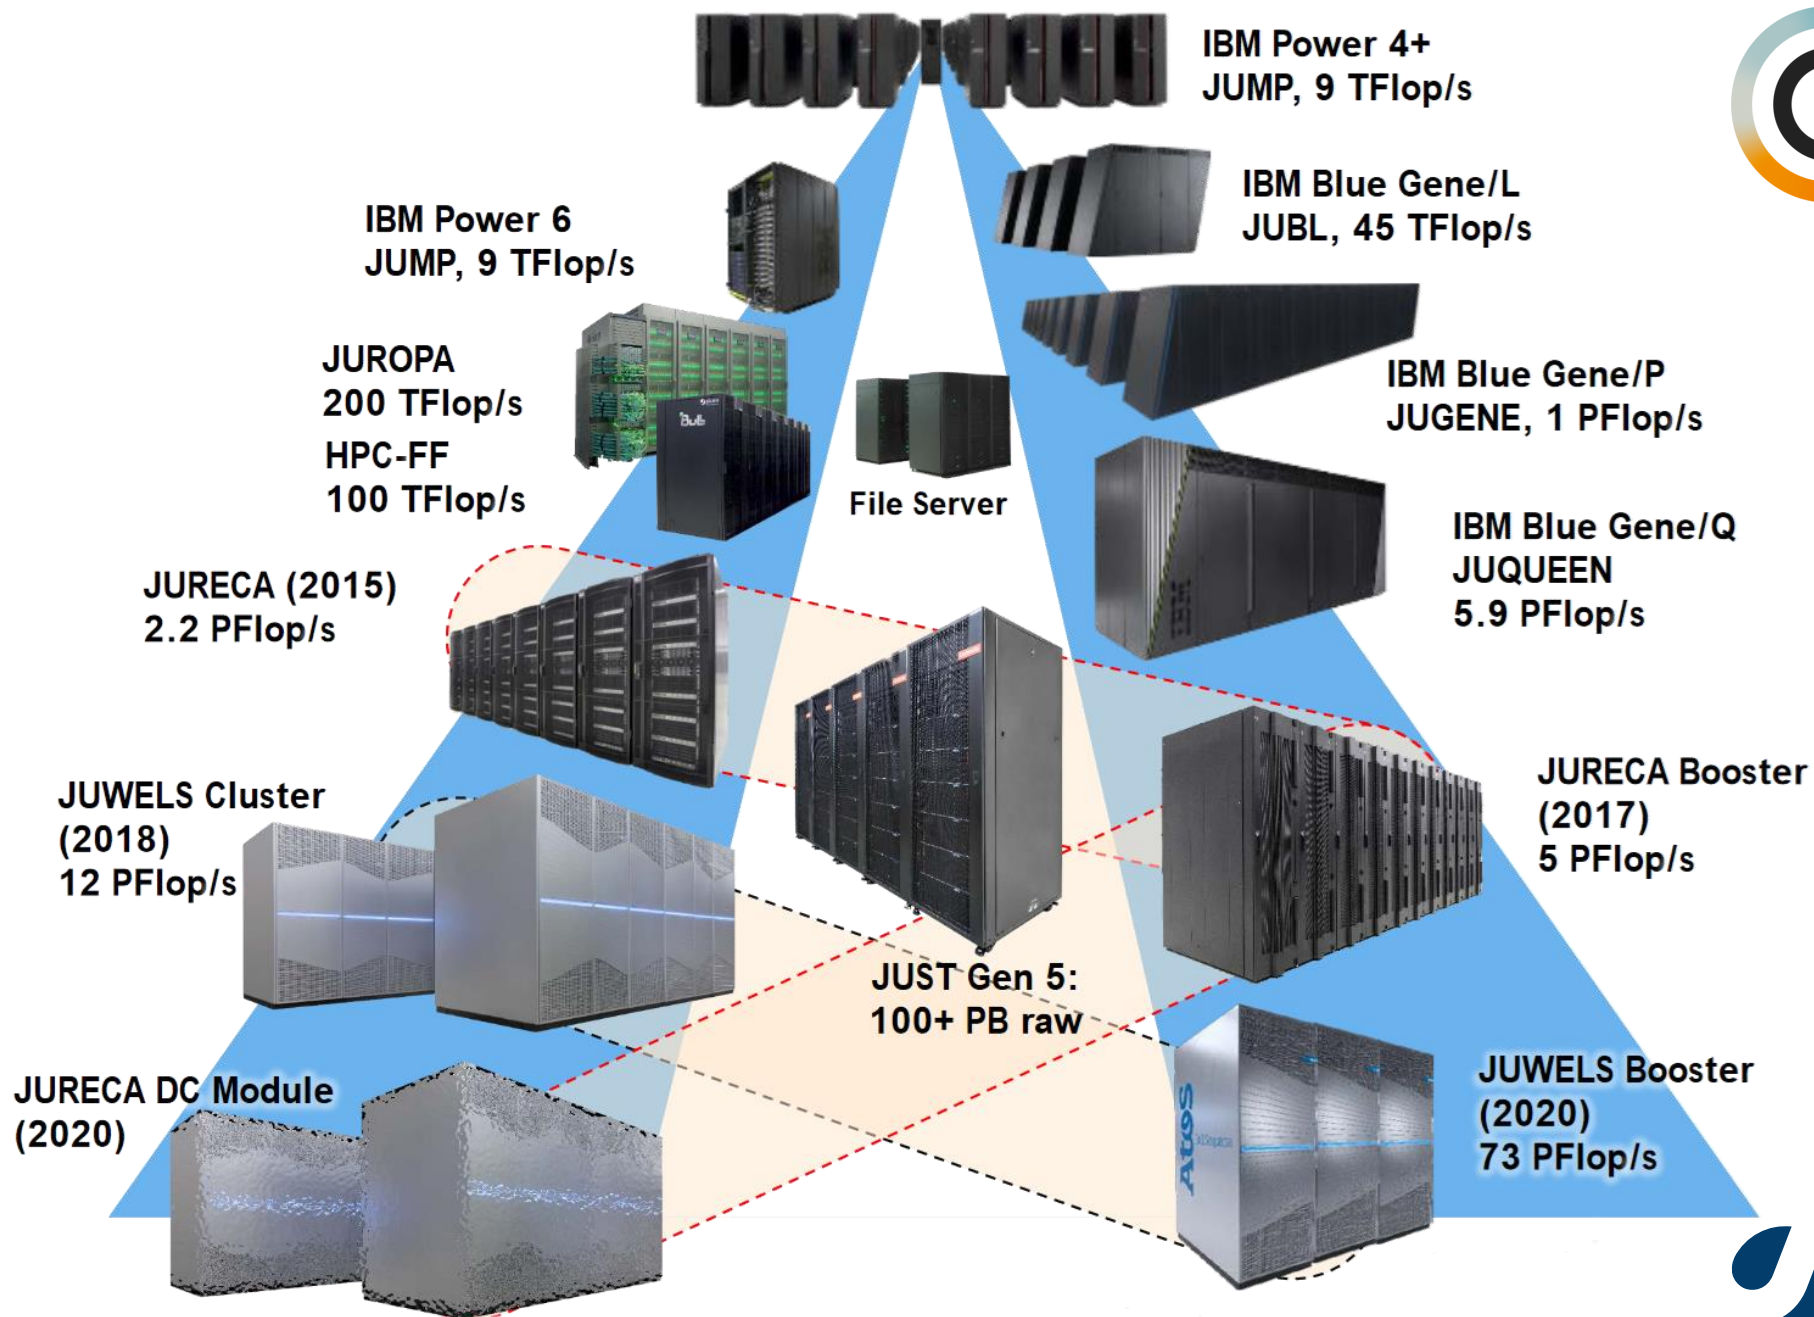 IBM Power 4+
JUMP, 9 TFlop/s
IBM Blue Gene/L
JUBL, 45 TFlop/s
IBM Power 6
JUMP, 9 TFlop/s
JUROPA
200 TFlop/s
HPC-FF
100 TFlop/s
Bull
File Server
IBM Blue Gene/P
JUGENE, 1 PFlop/s
IBM Blue Gene/Q
JUQUEEN
5.9 PFlop/s
IBM
JURECA (2015)
2.2 PFlop/s
JUWELS Cluster
(2018)
12 PFlop/s
JURECA Booster
(2017)
5 PFlop/s
JUST Gen 5:
100+ PB raw
JURECA DC Module
(2020)
Atos
JUWELS Booster
(2020)
73 PFlop/s